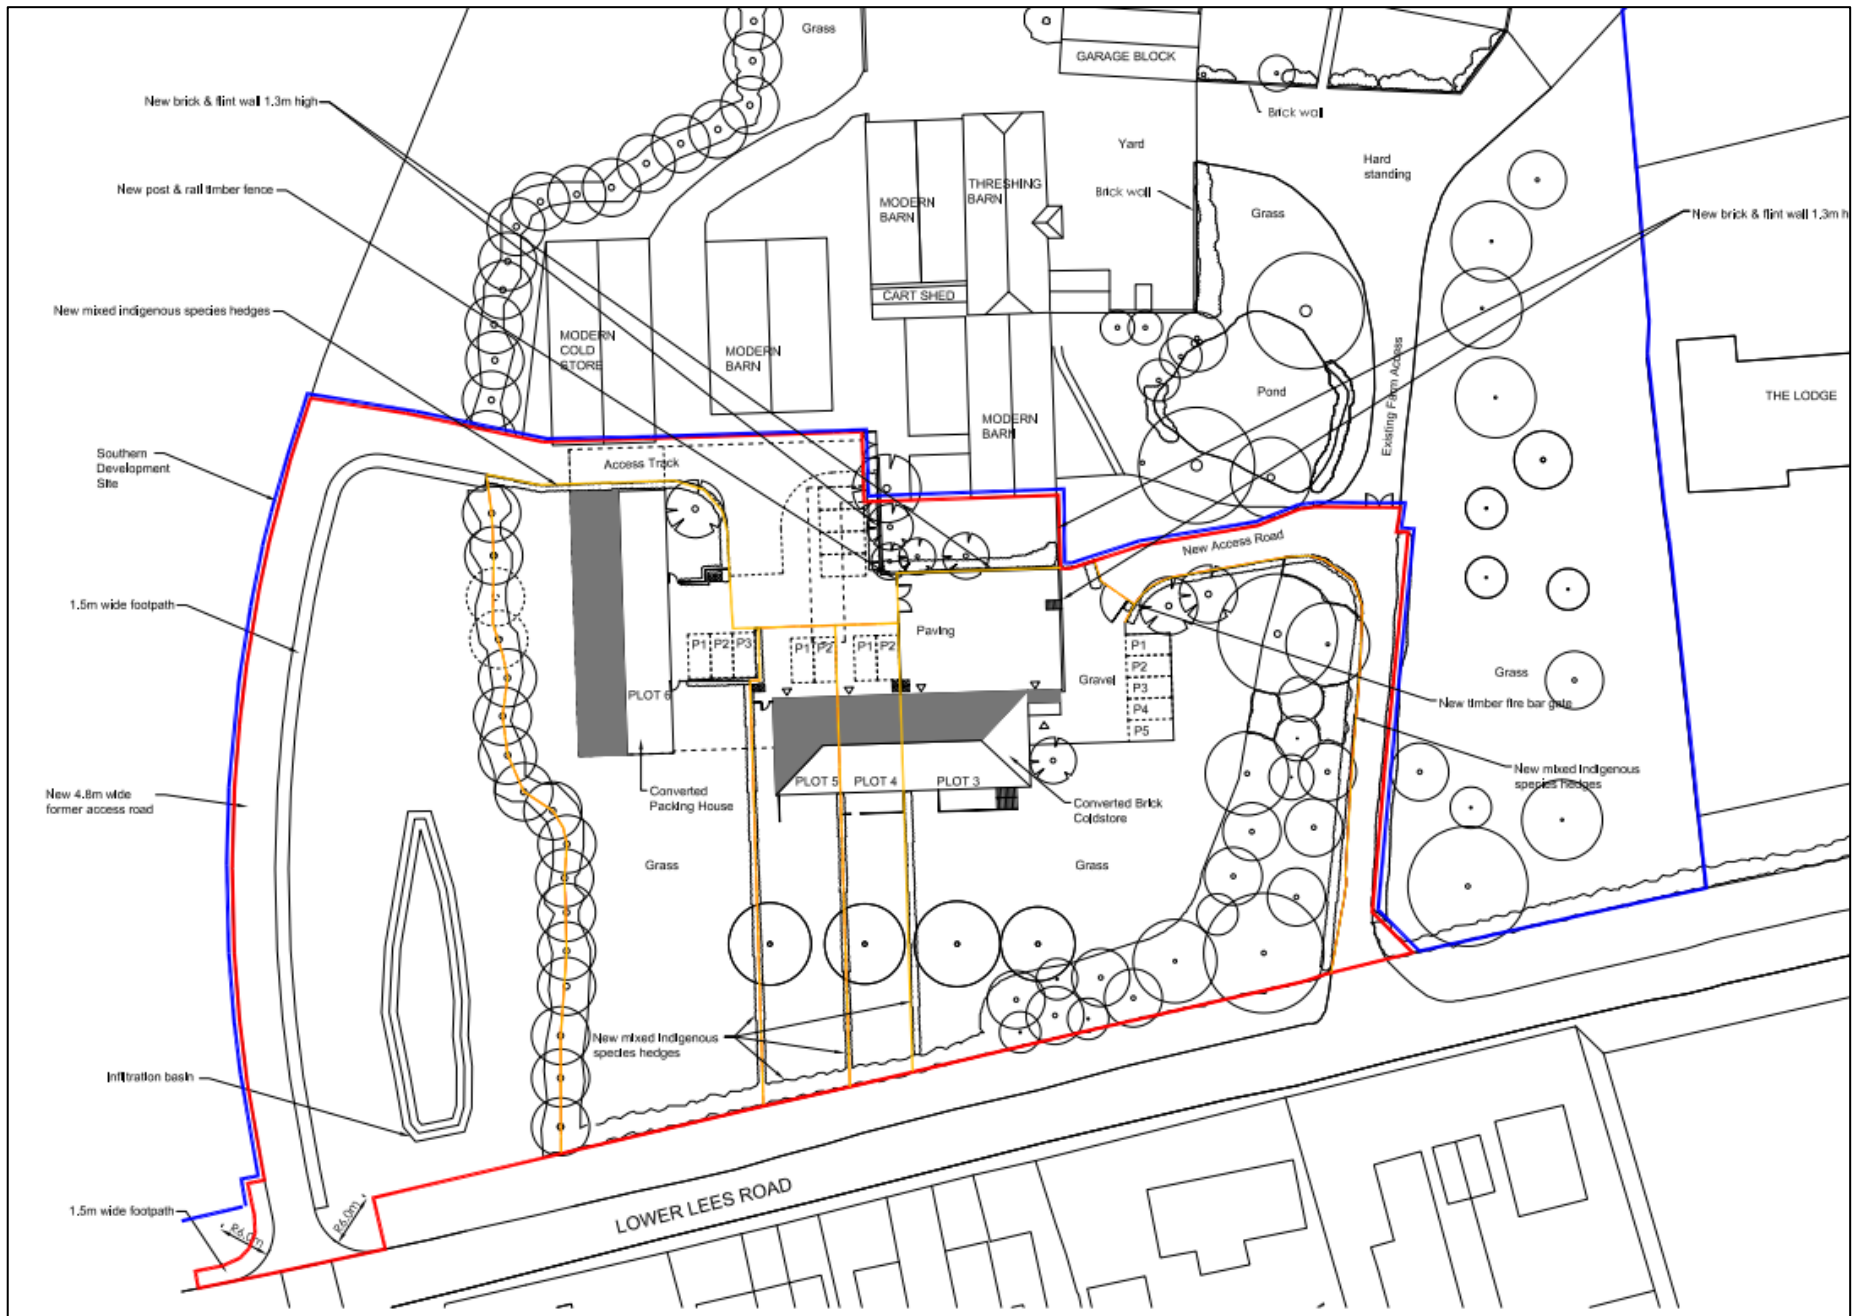 Grass
GARAGE BLOCK
New brick & flint wall 1.3m high
Brick wall
Yard
Hard
standing
New post & rail timber fence
THRESHING
BARN
MODERN
BARN
Brick wall
Grass
New brick & flint wall 1.3m h
CART SHED
New mixed indigenous species hedges
MODERN
COLD
STORE
MODERN
BARN
Existing Farm Access
Pond
THE LODGE
MODERN
BARN
Southern
Development
Site
Access Track
New Access Road
1.5m wide footpath
Paving
P1 P2 P3
P1 P2
P1 P2
P1
P2
P3
P4
P5
Gravel
Grass
PLOT 6
New timber fire bar gate
New mixed indigenous
species hedges
PLOT 5
PLOT 4
PLOT 3
New 4.8m wide
former access road
Converted
Packing House
Converted Brick
Coldstore
Grass
Grass
New mixed indigenous
species hedges
Infiltration basin
LOWER LEES ROAD
1.5m wide footpath
R6.0m
R6.0m